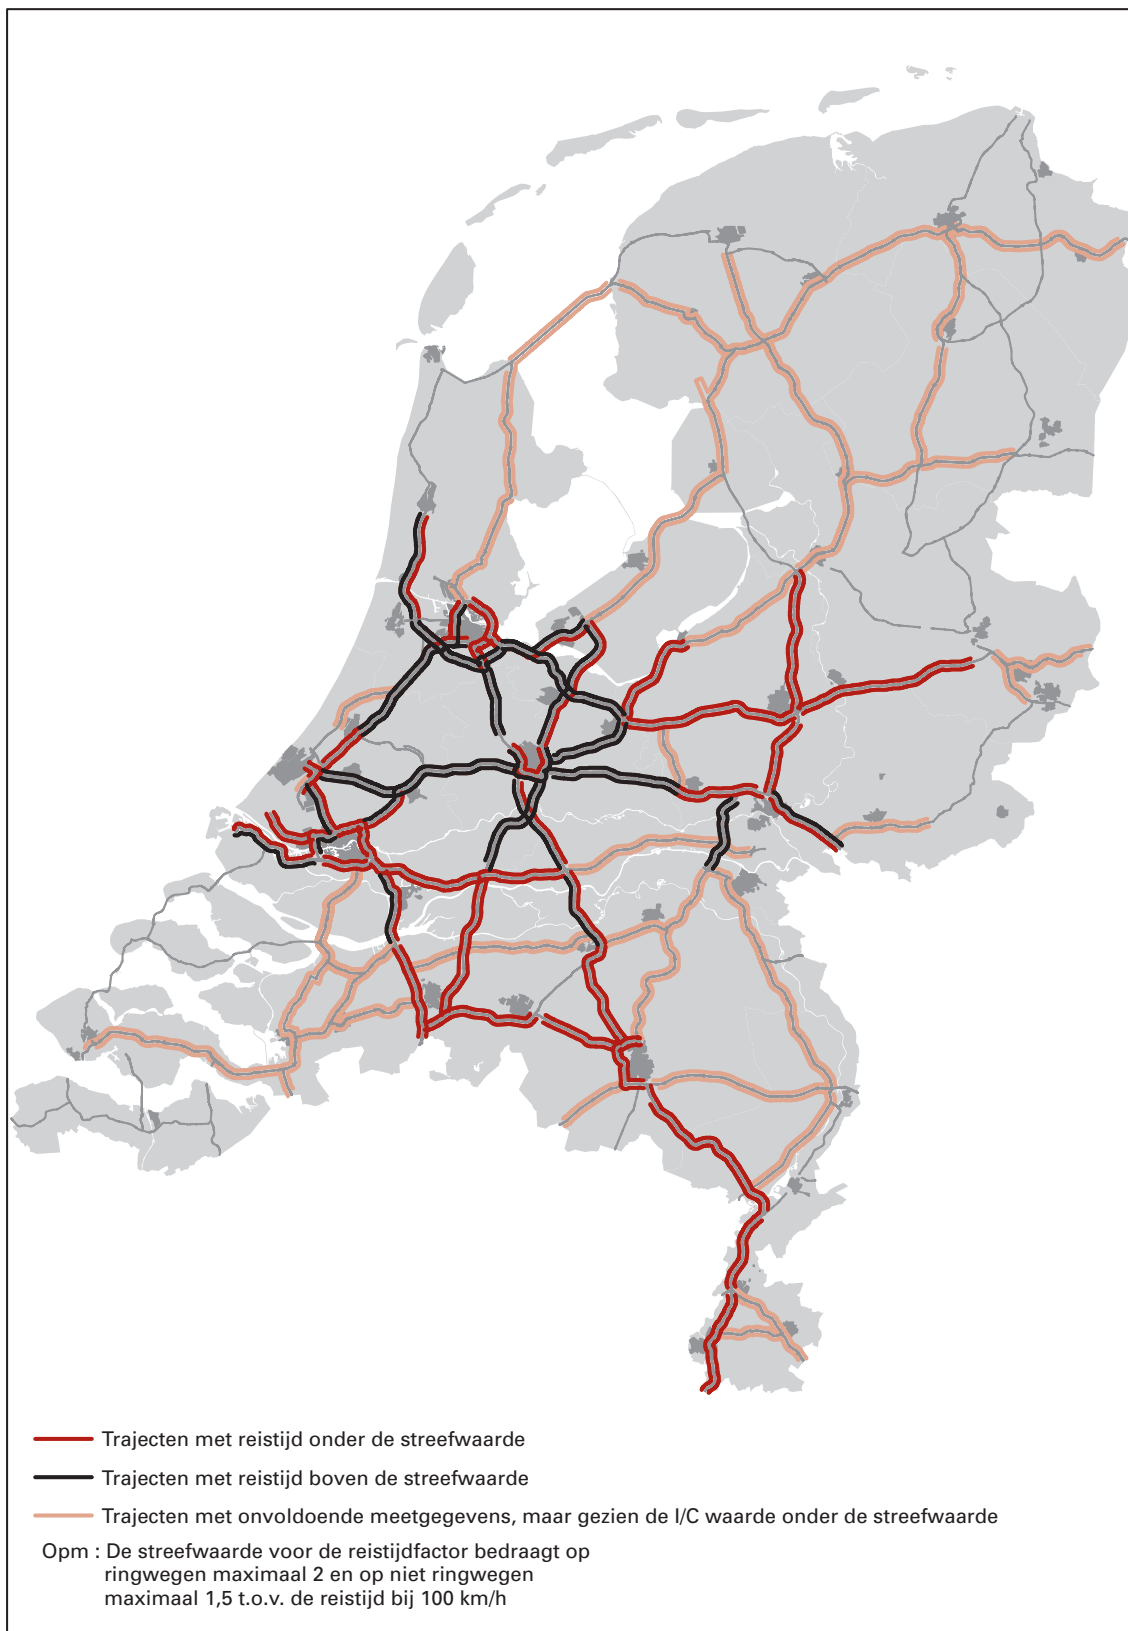 Trajecten met reistijd onder de streefwaarde
Trajecten met reistijd boven de streefwaarde
Trajecten met onvoldoende meetgegevens, maar gezien de I/C waarde onder de streefwaarde
Opm : De streefwaarde voor de reistijdfactor bedraagt op
ringwegen maximaal 2 en op niet ringwegen
maximaal 1,5 t.o.v. de reistijd bij 100 km/h